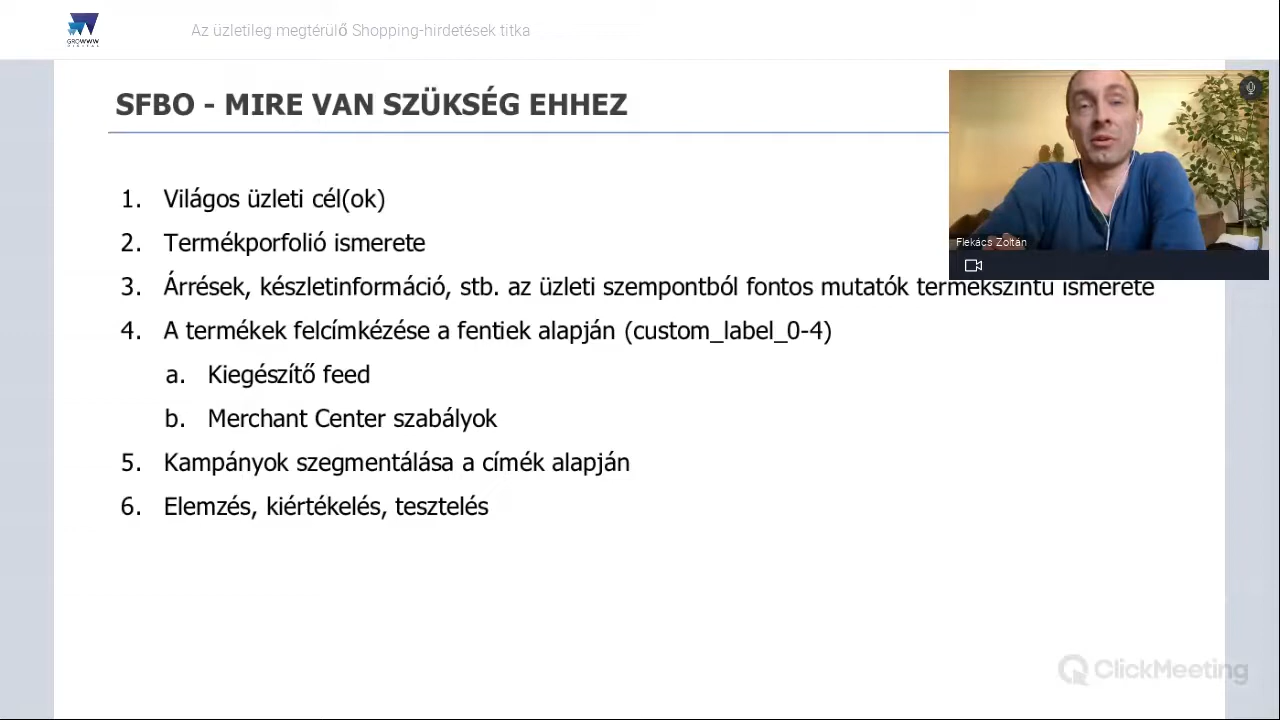 GROWWW
DIGITAL
Az üzletileg megtérülő Shopping-hirdetések titka
SFBO - MIRE VAN SZÜKSÉG EHHEZ
Flekács Zoltán
1. Világos üzleti cél(ok)
2. Termékporfolió ismerete
3. Árrések, készletinformáció, stb. az üzleti szempontból fontos mutatók termékszintű ismerete
4. A termékek felcímkézése a fentiek alapján (custom_label_0-4)
a. Kiegészítő feed
b. Merchant Center szabályok
5. Kampányok szegmentálása a címék alapján
6. Elemzés, kiértékelés, tesztelés
ClickMeeting